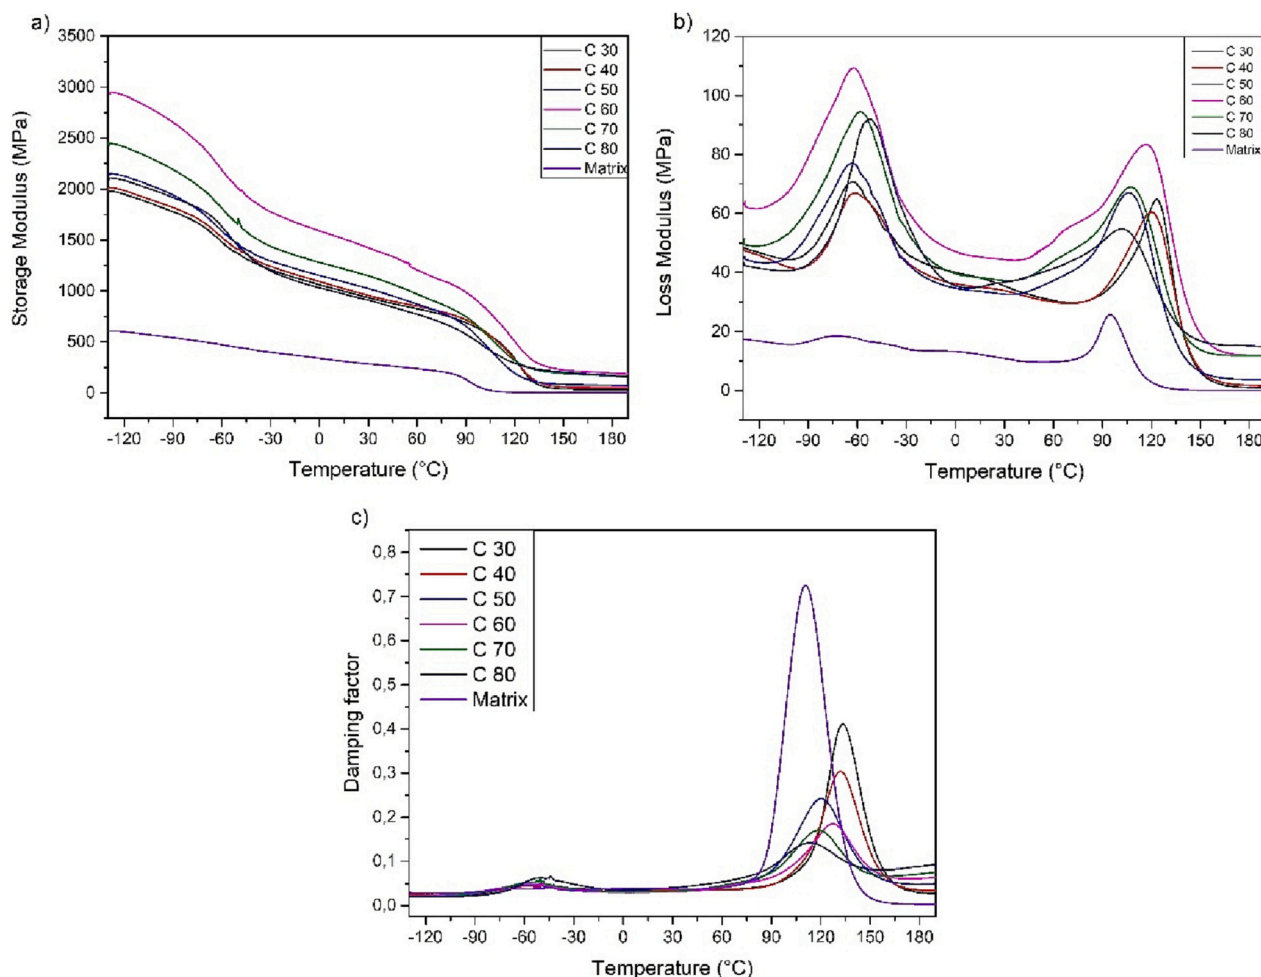 a)
3500
3000
2500
2000
1500
1000
500
0
Storage Modulus (MPa)
C 30
C 40
C 50
C 60
C 70
C 80
Matrix
-120 -90 -60 -30 0 30 60 90 120 150 180
Temperature (°C)
b)
120
100
80
60
40
20
0
Loss Modulus (MPa)
C 30
C 40
C 50
C 60
C 70
C 80
Matrix
-120 -90 -60 -30 0 30 60 90 120 150 180
Temperature (°C)
c)
0,8
0,7
0,6
0,5
0,4
0,3
0,2
0,1
0,0
Damping factor
C 30
C 40
C 50
C 60
C 70
C 80
Matrix
-120 -90 -60 -30 0 30 60 90 120 150 180
Temperature (°C)